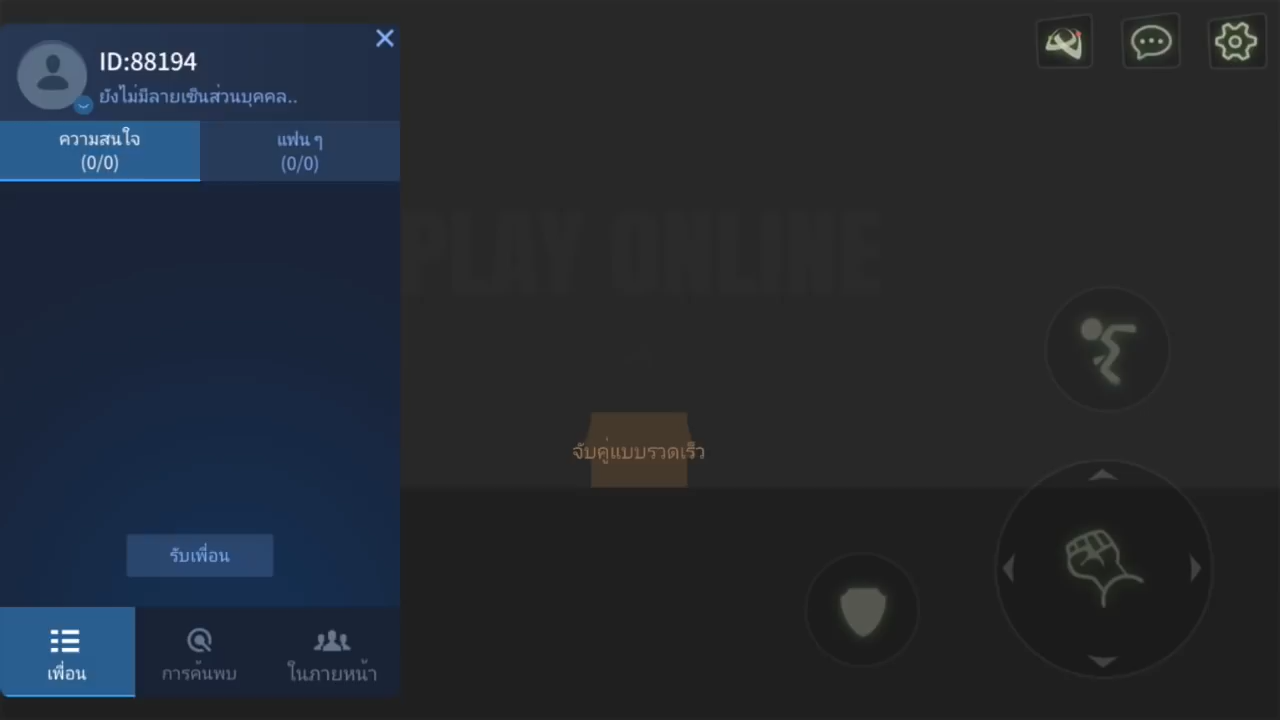 ID:88194
ยังไม่มีลายเซ็นส่วนบุคคล..
ความสนใจ
(0/0)
แฟน ๆ
(0/0)
PLAY ONLINE
จับคู่แบบรวดเร็ว
รับเพื่อน
เพื่อน
การค้นพบ
ในภายหน้า